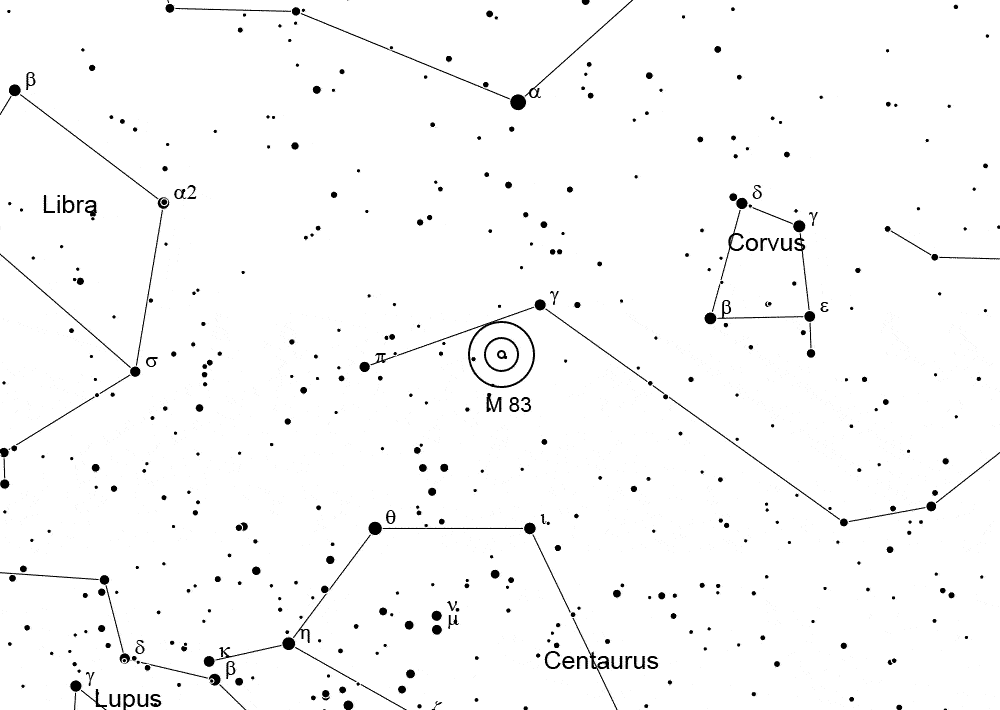 β
α
α2
Libra
δ
γ
Corvus
β
ε
γ
σ
π
M 83
θ
ι
ν
μ
η
κ
δ
β
Centaurus
γ
Lupus
ζ